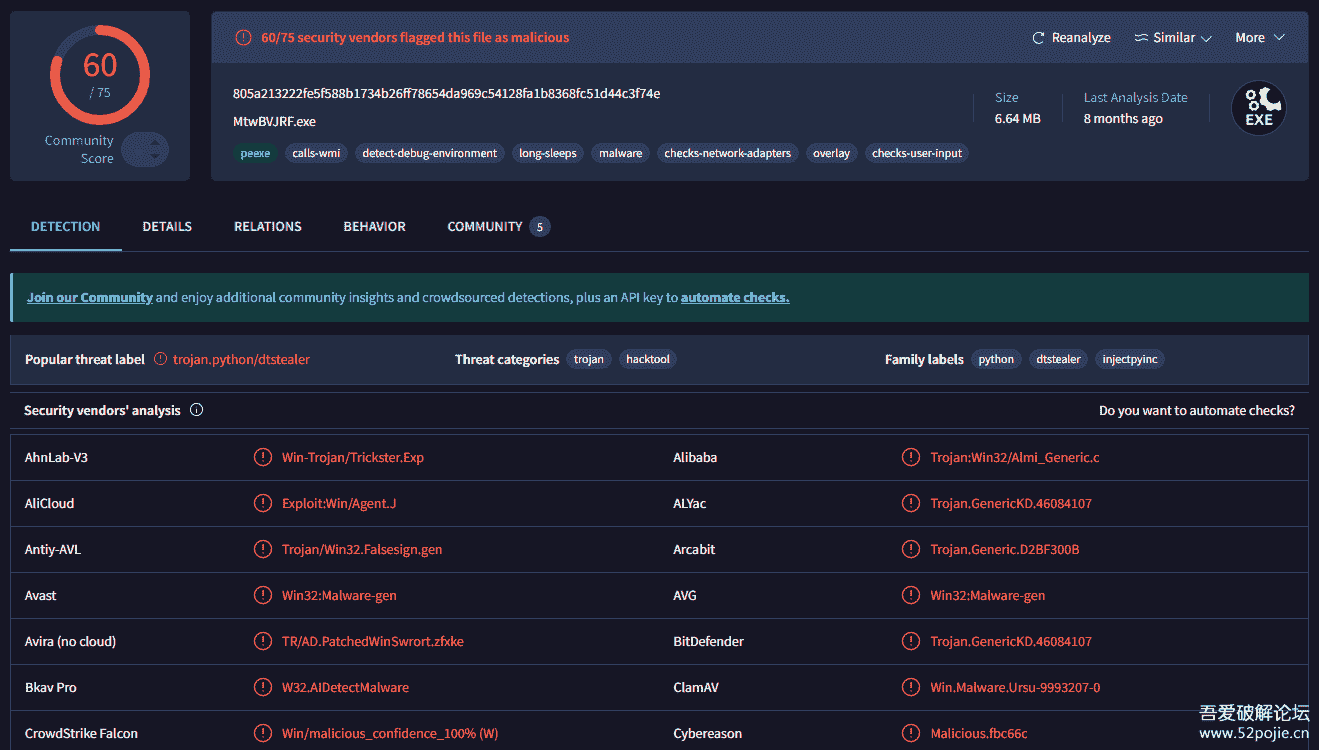 60
/ 75
Community
Score
60/75 security vendors flagged this file as malicious
Reanalyze Similar More
805a213222fe5f588b1734b26ff78654da969c54128fa1b8368fc51d44c3f74e
MtwBVJRF.exe
Size
6.64 MB
Last Analysis Date
8 months ago
EXE
peexe calls-wmi detect-debug-environment long-sleeps malware checks-network-adapters overlay checks-user-input
DETECTION DETAILS RELATIONS BEHAVIOR COMMUNITY 5
Join our Community and enjoy additional community insights and crowdsourced detections, plus an API key to automate checks.
Popular threat label trojan.python/dtstealer Threat categories trojan hacktool Family labels python dtstealer injectpyinc
Security vendors' analysis Do you want to automate checks?
AhnLab-V3 Win-Trojan/Trickster.Exp Alibaba Trojan:Win32/Almi_Generic.c
AliCloud Exploit:Win/Agent.J ALYac Trojan.GenericKD.46084107
Antiy-AVL Trojan/Win32.Falsesign.gen Arcabit Trojan.Generic.D2BF300B
Avast Win32:Malware-gen AVG Win32:Malware-gen
Avira (no cloud) TR/AD.PatchedWinSwrort.zfxke BitDefender Trojan.GenericKD.46084107
Bkav Pro W32.AIDetectMalware ClamAV Win.Malware.Ursu-9993207-0
CrowdStrike Falcon Win/malicious_confidence_100% (W) Cybereason Malicious.fbc66c
吾爱破解论坛
www.52pojie.cn